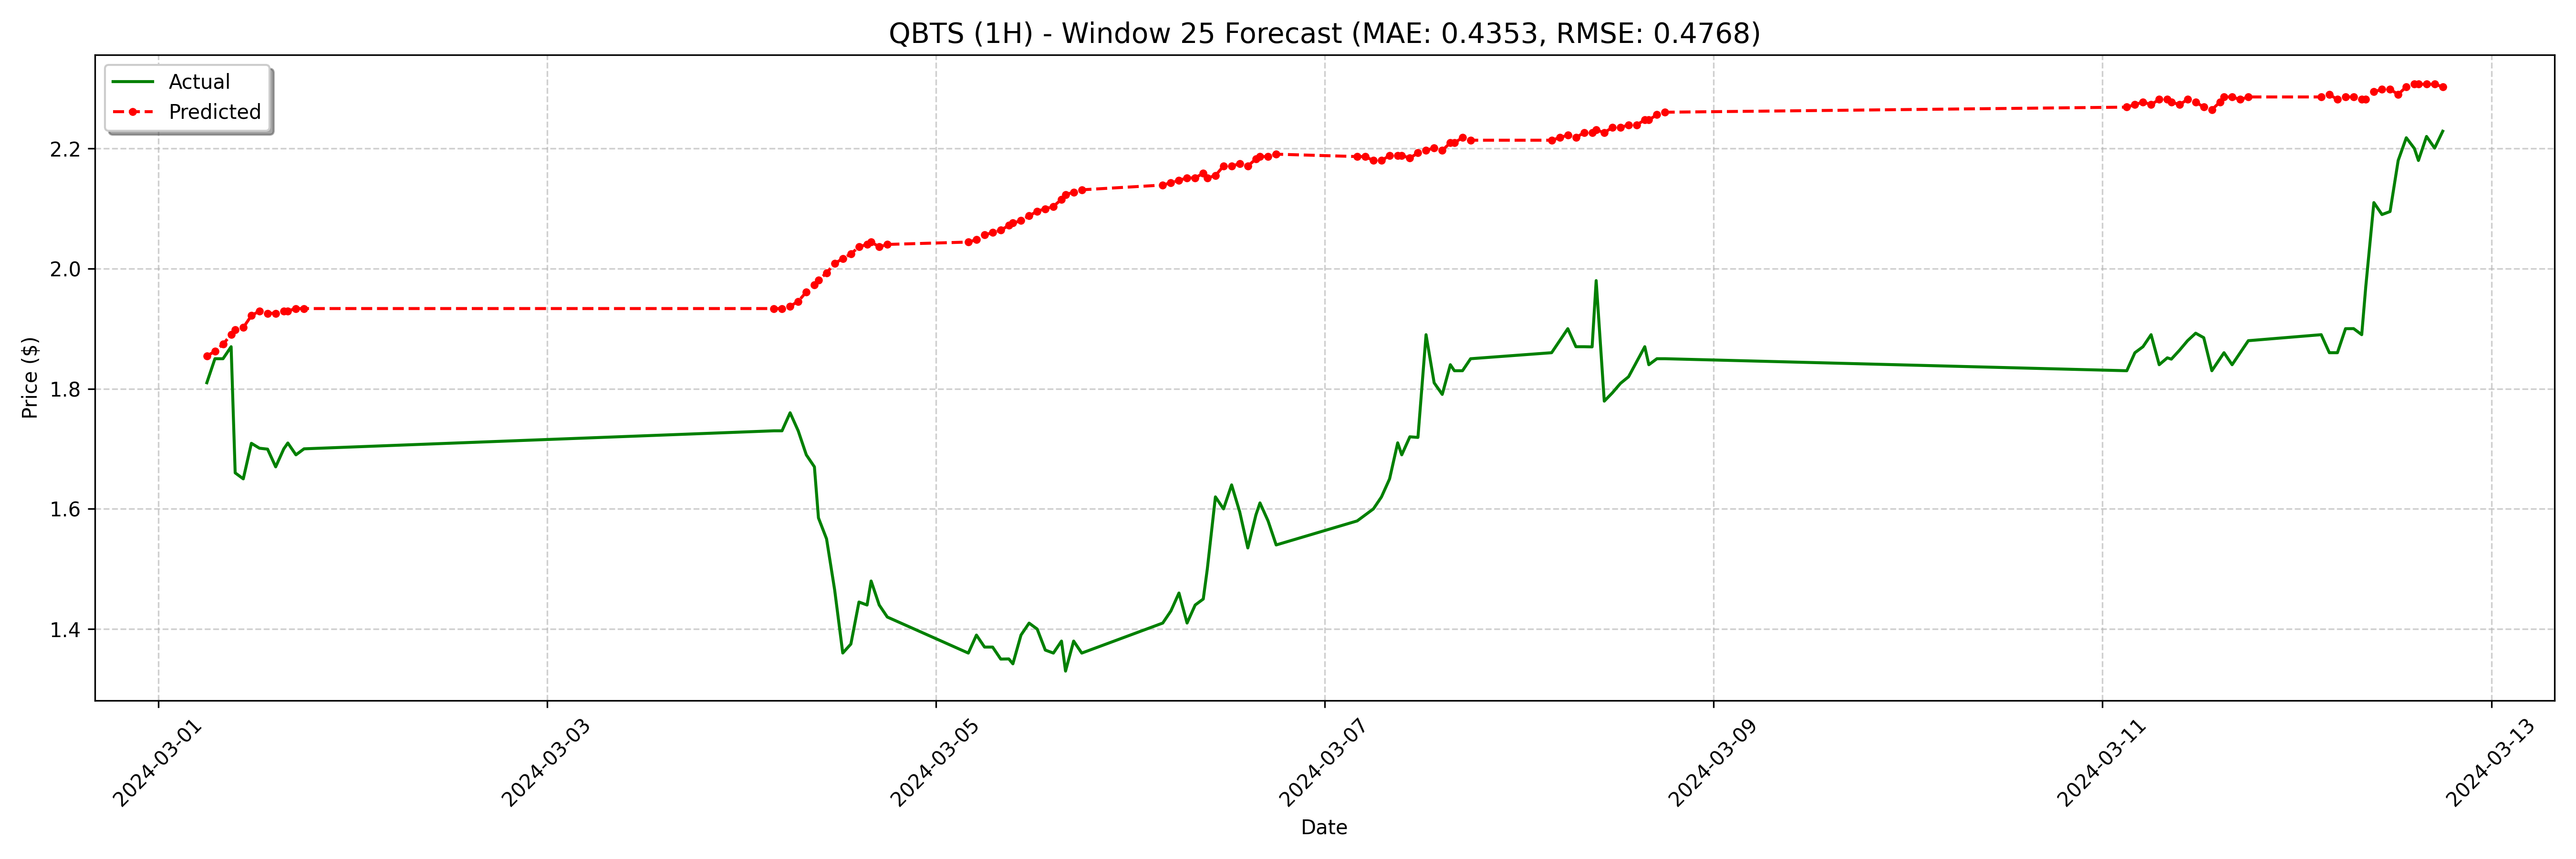 QBTS (1H) - Window 25 Forecast (MAE: 0.4353, RMSE: 0.4768)
Actual
Predicted
Price ($)
2.2
2.0
1.8
1.6
1.4
2024-03-01
2024-03-03
2024-03-05
2024-03-07
2024-03-09
2024-03-11
2024-03-13
Date